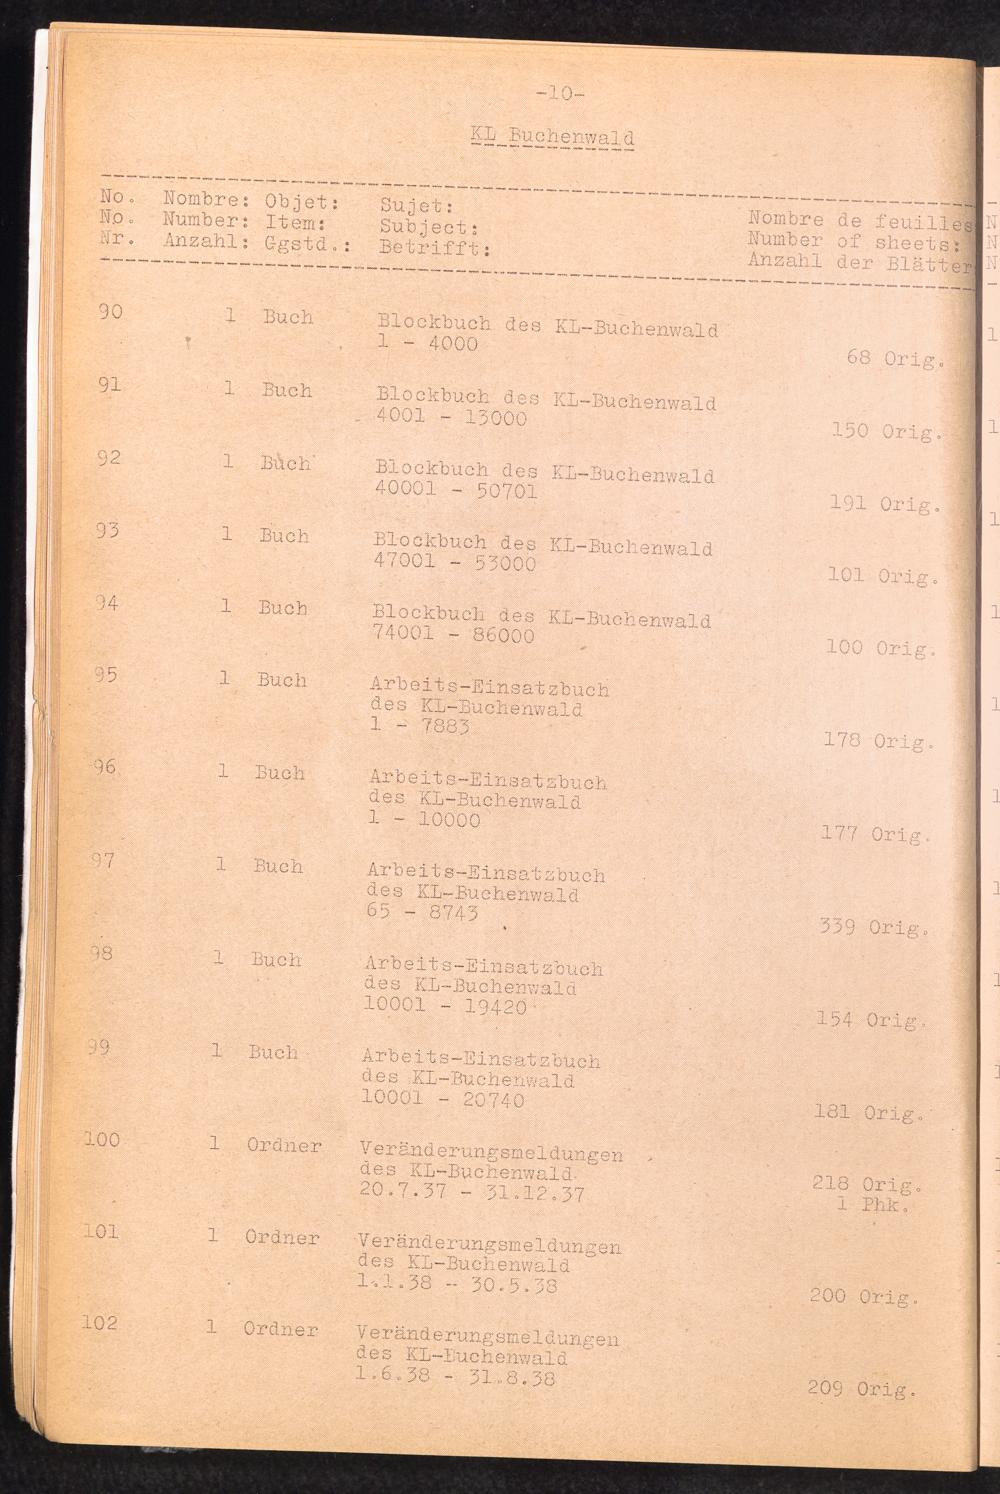 -10-
KL Buchenwald
No. Nombre: Objet: Sujet: Nombre de feuilles
No. Number: Item: Subject: Number of sheets:
Nr. Anzahl: Ggstd.: Betrifft: Anzahl der Blätter
90 1 Buch Blockbuch des KL-Buchenwald
1 - 4000 68 Orig.
91 1 Buch Blockbuch des KL-Buchenwald
4001 - 13000 150 Orig.
92 1 Buch Blockbuch des KL-Buchenwald
40001 - 50701 191 Orig.
93 1 Buch Blockbuch des KL-Buchenwald
47001 - 53000 101 Orig.
94 1 Buch Blockbuch des KL-Buchenwald
74001 - 86000 100 Orig.
95 1 Buch Arbeits-Einsatzbuch
des KL-Buchenwald
1 - 7883 178 Orig.
96 1 Buch Arbeits-Einsatzbuch
des KL-Buchenwald
1 - 10000 177 Orig.
97 1 Buch Arbeits-Einsatzbuch
des KL-Buchenwald
65 - 8743 339 Orig.
98 1 Buch Arbeits-Einsatzbuch
des KL-Buchenwald
10001 - 19420 154 Orig.
99 1 Buch Arbeits-Einsatzbuch
des KL-Buchenwald
10001 - 20740 181 Orig.
100 1 Ordner Veränderungsmeldungen
des KL-Buchenwald 218 Orig.
20.7.37 - 31.12.37 1 Phk.
101 1 Ordner Veränderungsmeldungen
des KL-Buchenwald
1.1.38 - 30.5.38 200 Orig.
102 1 Ordner Veränderungsmeldungen
des KL-Buchenwald
1.6.38 - 31.8.38 209 Orig.